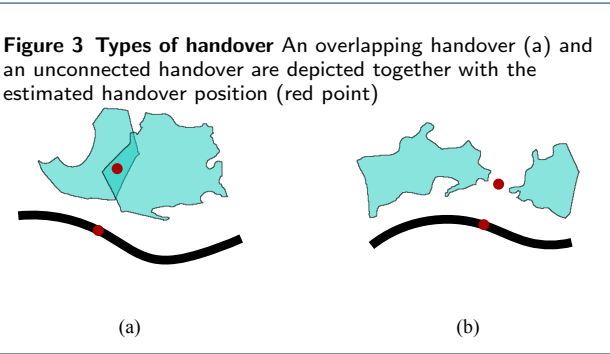 Figure 3 Types of handover An overlapping handover (a) and
an unconnected handover are depicted together with the
estimated handover position (red point)
(a)
(b)